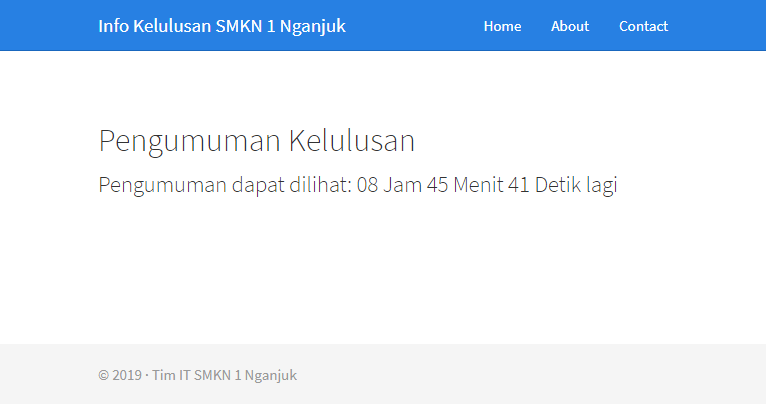 Info Kelulusan SMKN 1 Nganjuk
Home About Contact
Pengumuman Kelulusan
Pengumuman dapat dilihat: 08 Jam 45 Menit 41 Detik lagi
© 2019 · Tim IT SMKN 1 Nganjuk